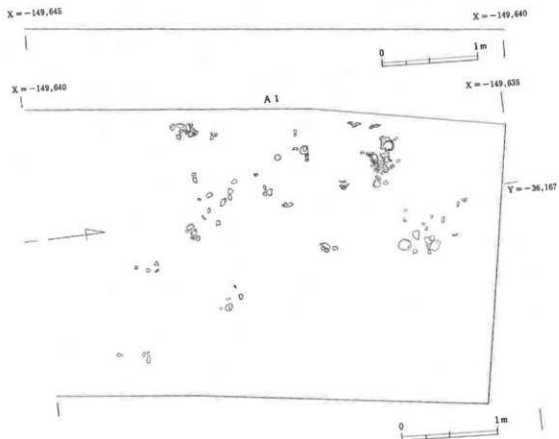 X = -149,645
X = -149,640
0 1m
X = -149,640
X = -149,635
A 1
Y = -36,167
0 1m